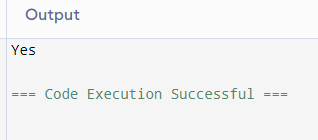 Output
Yes
=== Code Execution Successful ===